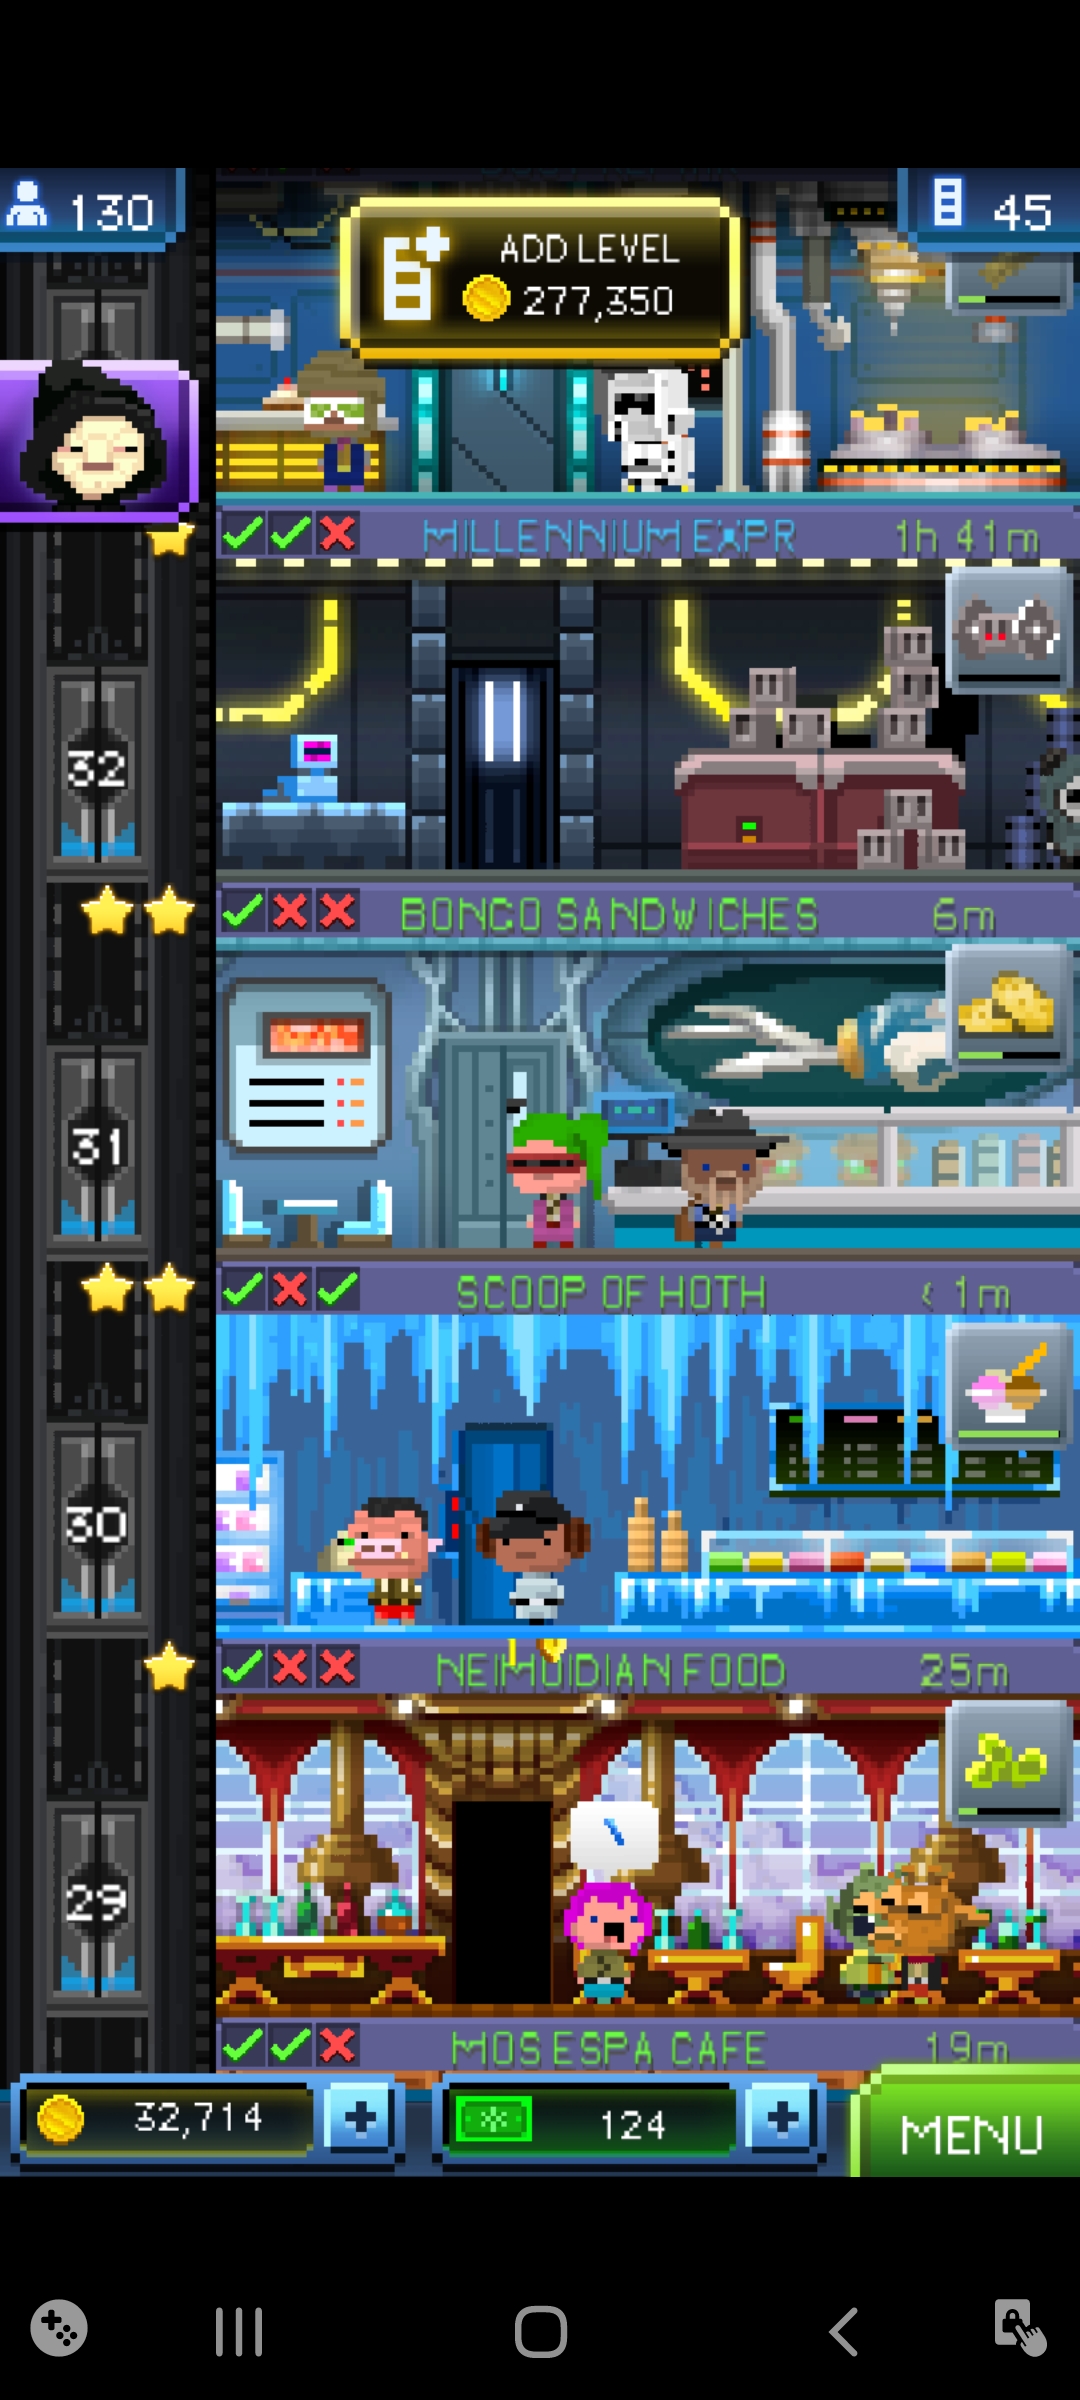 130
ADD LEVEL
277,350
45
MILLENNIUM EXPR 1h 41m
32
BONGO SANDWICHES 6m
31
SCOOP OF HOTH < 1m
30
NEIMOIDIAN FOOD 25m
29
MOS ESPA CAFE 19m
32,714 + 124 + MENU